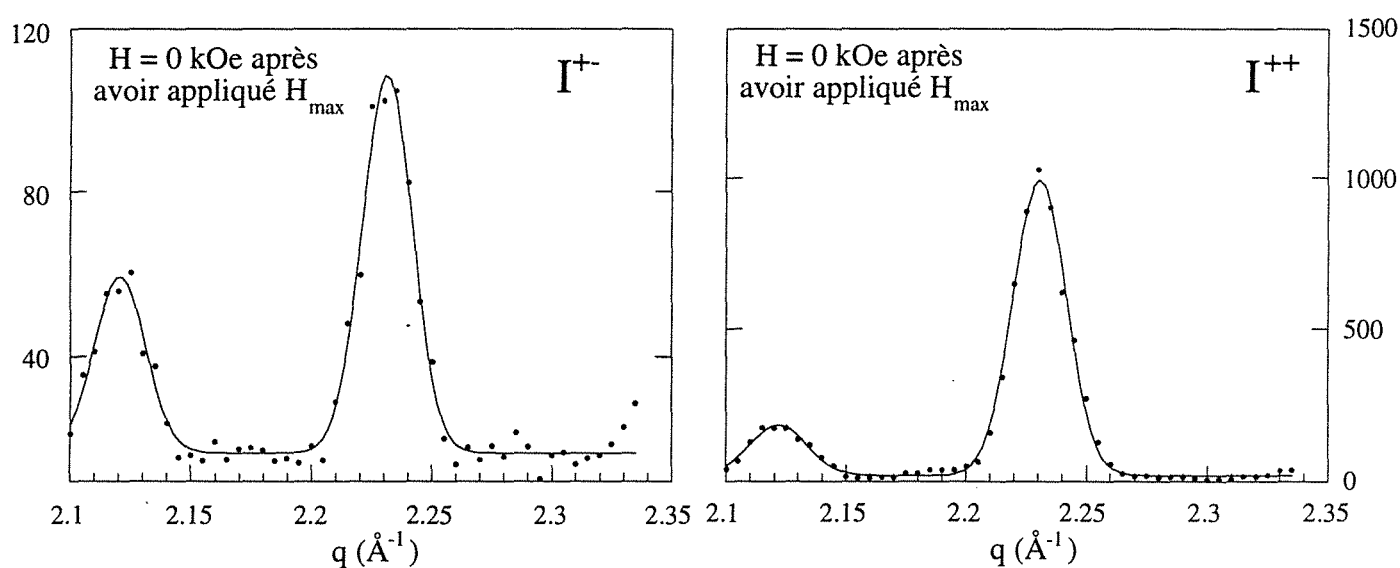 H = 0 kOe après
avoir appliqué H_max
I^+-
120
80
40
2.1 2.15 2.2 2.25 2.3 2.35
q (Å^-1)
H = 0 kOe après
avoir appliqué H_max
I^++
1500
1000
500
0
2.1 2.15 2.2 2.25 2.3 2.35
q (Å^-1)